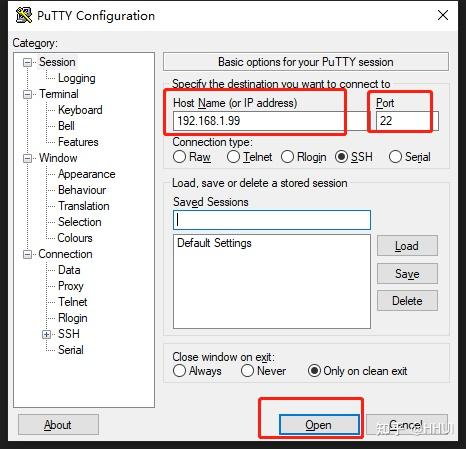 PuTTY Configuration
Category:
Session
Logging
Terminal
Keyboard
Bell
Features
Window
Appearance
Behaviour
Translation
Selection
Colours
Connection
Data
Proxy
Telnet
Rlogin
SSH
Serial
Basic options for your PuTTY session
Specify the destination you want to connect to
Host Name (or IP address) Port
192.168.1.99 22
Connection type:
Raw Telnet Rlogin SSH Serial
Load, save or delete a stored session
Saved Sessions
Default Settings
Load
Save
Delete
Close window on exit:
Always Never Only on clean exit
About Open Cancel
知乎 @HHUI